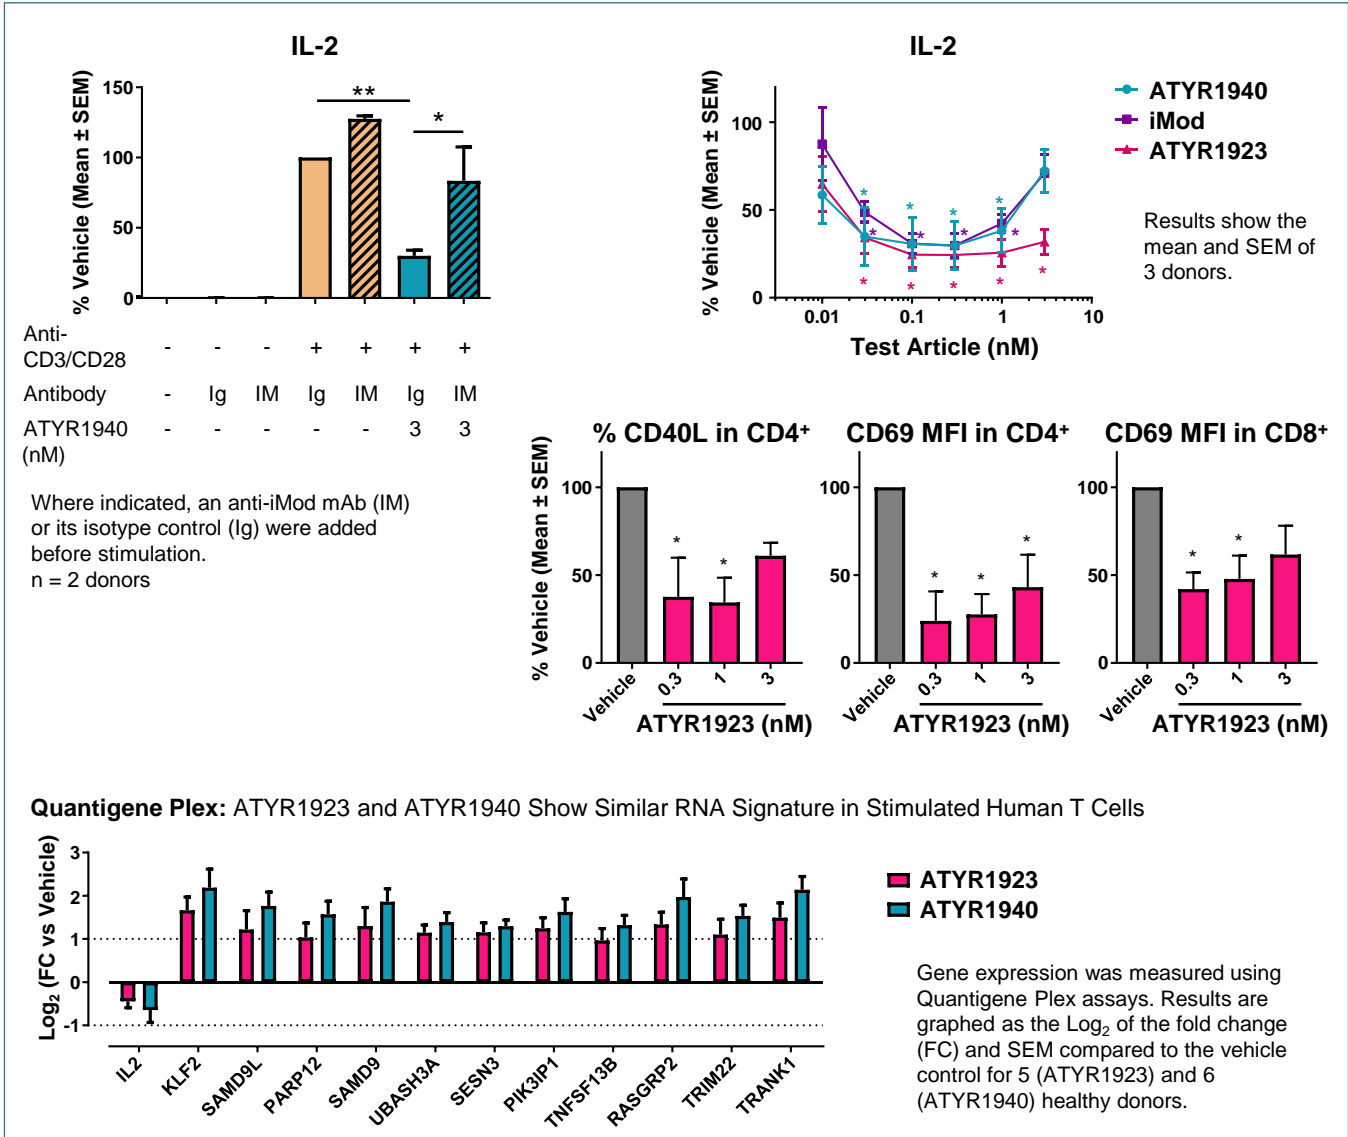 IL-2
% Vehicle (Mean ± SEM)
150
100
50
0
**
*
Anti-
CD3/CD28
- - - + + + +
Antibody - Ig IM Ig IM Ig IM
ATYR1940
(nM)
- - - - - 3 3
Where indicated, an anti-iMod mAb (IM)
or its isotype control (Ig) were added
before stimulation.
n = 2 donors
IL-2
% Vehicle (Mean ± SEM)
100
50
0
* * * *
* * * *
* * * * *
0.01 0.1 1 10
Test Article (nM)
ATYR1940
iMod
ATYR1923
Results show the
mean and SEM of
3 donors.
% Vehicle (Mean ± SEM)
% CD40L in CD4+
100
50
0
* *
Vehicle 0.3 1 3
ATYR1923 (nM)
CD69 MFI in CD4+
100
50
0
* * *
Vehicle 0.3 1 3
ATYR1923 (nM)
CD69 MFI in CD8+
100
50
0
* *
Vehicle 0.3 1 3
ATYR1923 (nM)
Quantigene Plex: ATYR1923 and ATYR1940 Show Similar RNA Signature in Stimulated Human T Cells
Log2 (FC vs Vehicle)
3
2
1
0
-1
IL2 KLF2 SAMD9L PARP12 SAMD9 UBASH3A SESN3 PIK3IP1 TNFSF13B RASGRP2 TRIM22 TRANK1
ATYR1923
ATYR1940
Gene expression was measured using
Quantigene Plex assays. Results are
graphed as the Log2 of the fold change
(FC) and SEM compared to the vehicle
control for 5 (ATYR1923) and 6
(ATYR1940) healthy donors.